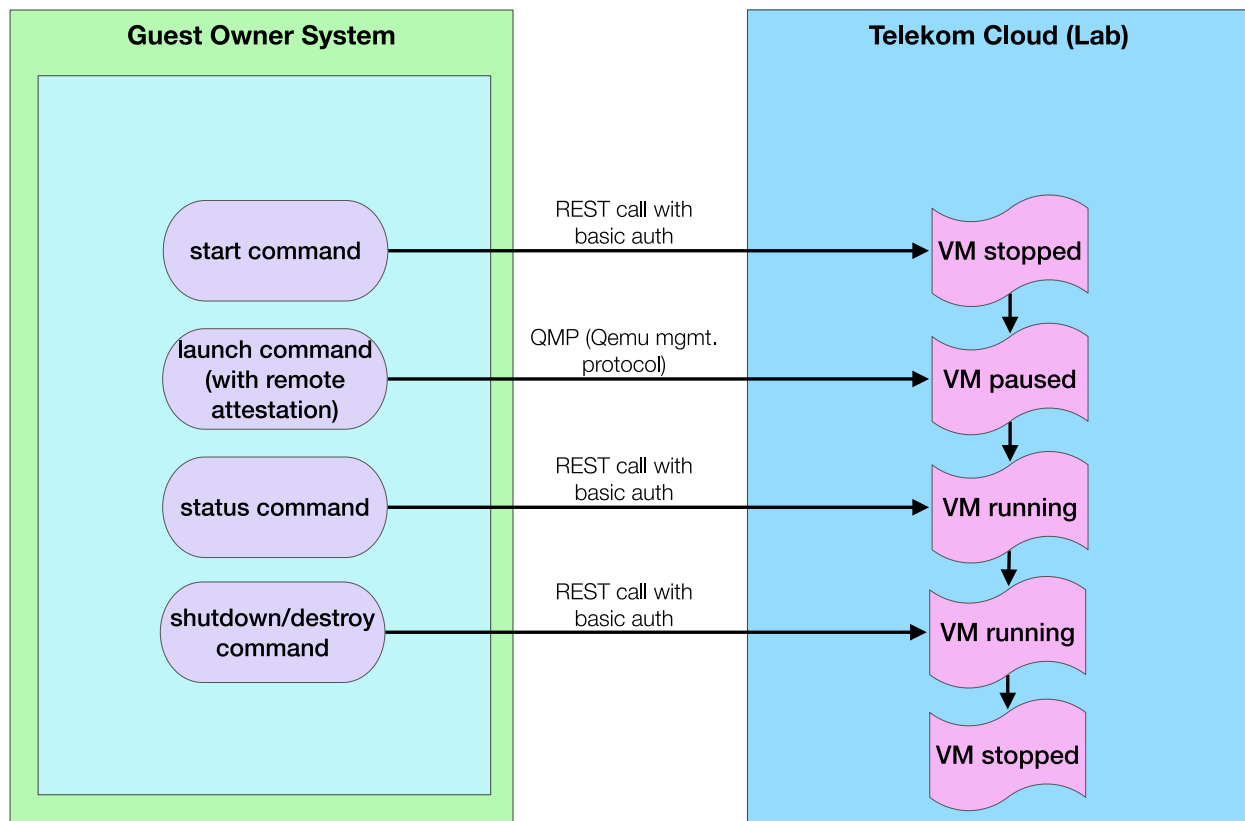 Guest Owner System
Telekom Cloud (Lab)
start command
REST call with
basic auth
VM stopped
launch command
(with remote
attestation)
QMP (Qemu mgmt.
protocol)
VM paused
status command
REST call with
basic auth
VM running
shutdown/destroy
command
REST call with
basic auth
VM running
VM stopped